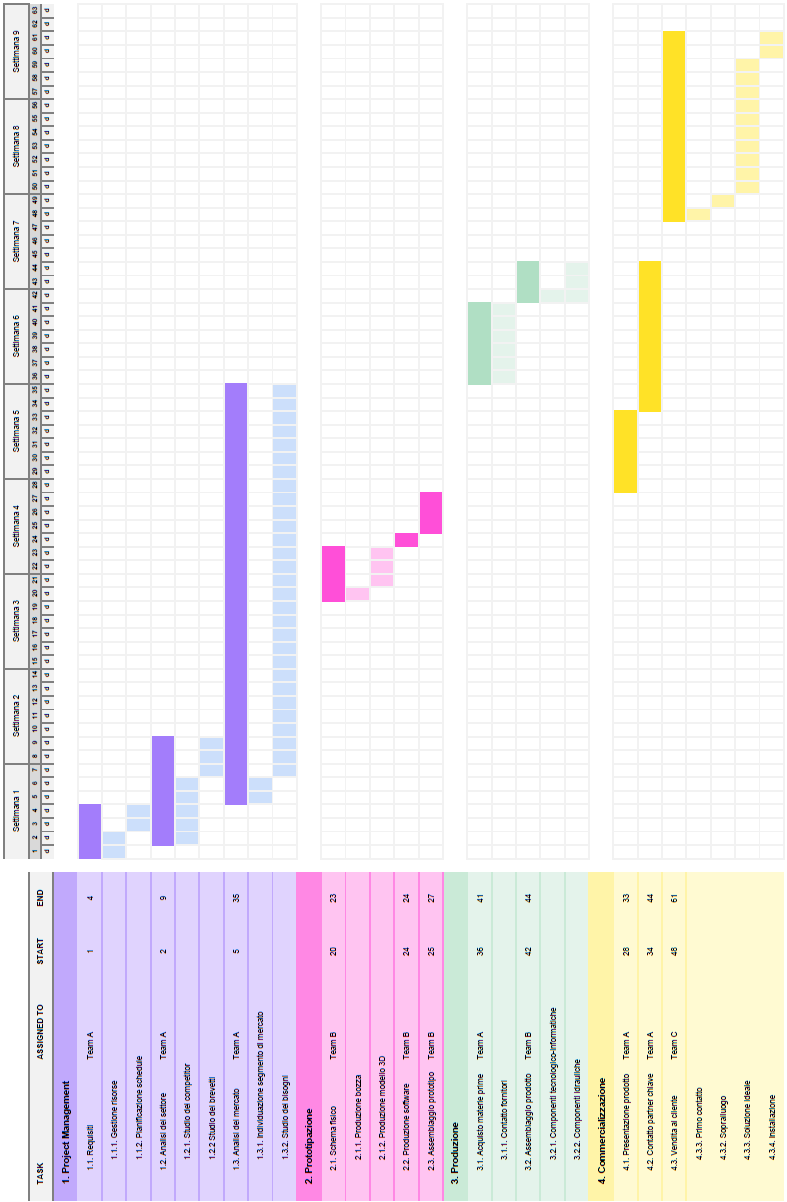 Settimana 1 Settimana 2 Settimana 3 Settimana 4 Settimana 5 Settimana 6 Settimana 7 Settimana 8 Settimana 9
TASK ASSIGNED TO START END 1 2 3 4 5 6 7 8 9 10 11 12 13 14 15 16 17 18 19 20 21 22 23 24 25 26 27 28 29 30 31 32 33 34 35 36 37 38 39 40 41 42 43 44 45 46 47 48 49 50 51 52 53 54 55 56 57 58 59 60 61 62 63
d d d d d d d d d d d d d d d d d d d d d d d d d d d d d d d d d d d d d d d d d d d d d d d d d d d d d d d d d d d d d d d
1. Project Management
1.1. Requisiti Team A 1 4
1.1.1. Gestione risorse
1.1.2. Pianificazione schedule
1.2. Analisi del settore Team A 2 9
1.2.1. Studio dei competitor
1.2.2 Studio dei brevetti
1.3. Analisi del mercato Team A 5 35
1.3.1. Individuazione segmento di mercato
1.3.2. Studio dei bisogni
2. Prototipazione
2.1. Schema fisico Team B 20 23
2.1.1. Produzione bozza
2.1.2. Produzione modello 3D
2.2. Produzione software Team B 24 24
2.3. Assemblaggio prototipo Team B 25 27
3. Produzione
3.1. Acquisto materie prime Team A 36 41
3.1.1. Contatto fornitori
3.2. Assemblaggio prodotto Team B 42 44
3.2.1. Componenti tecnologico-informatiche
3.2.2. Componenti idrauliche
4. Commercializzazione
4.1. Presentazione prodotto Team A 28 33
4.2. Contatto partner chiave Team A 34 44
4.3. Vendita al cliente Team C 48 61
4.3.3. Primo contatto
4.3.2. Sopralluogo
4.3.3. Soluzione ideale
4.3.4. Installazione